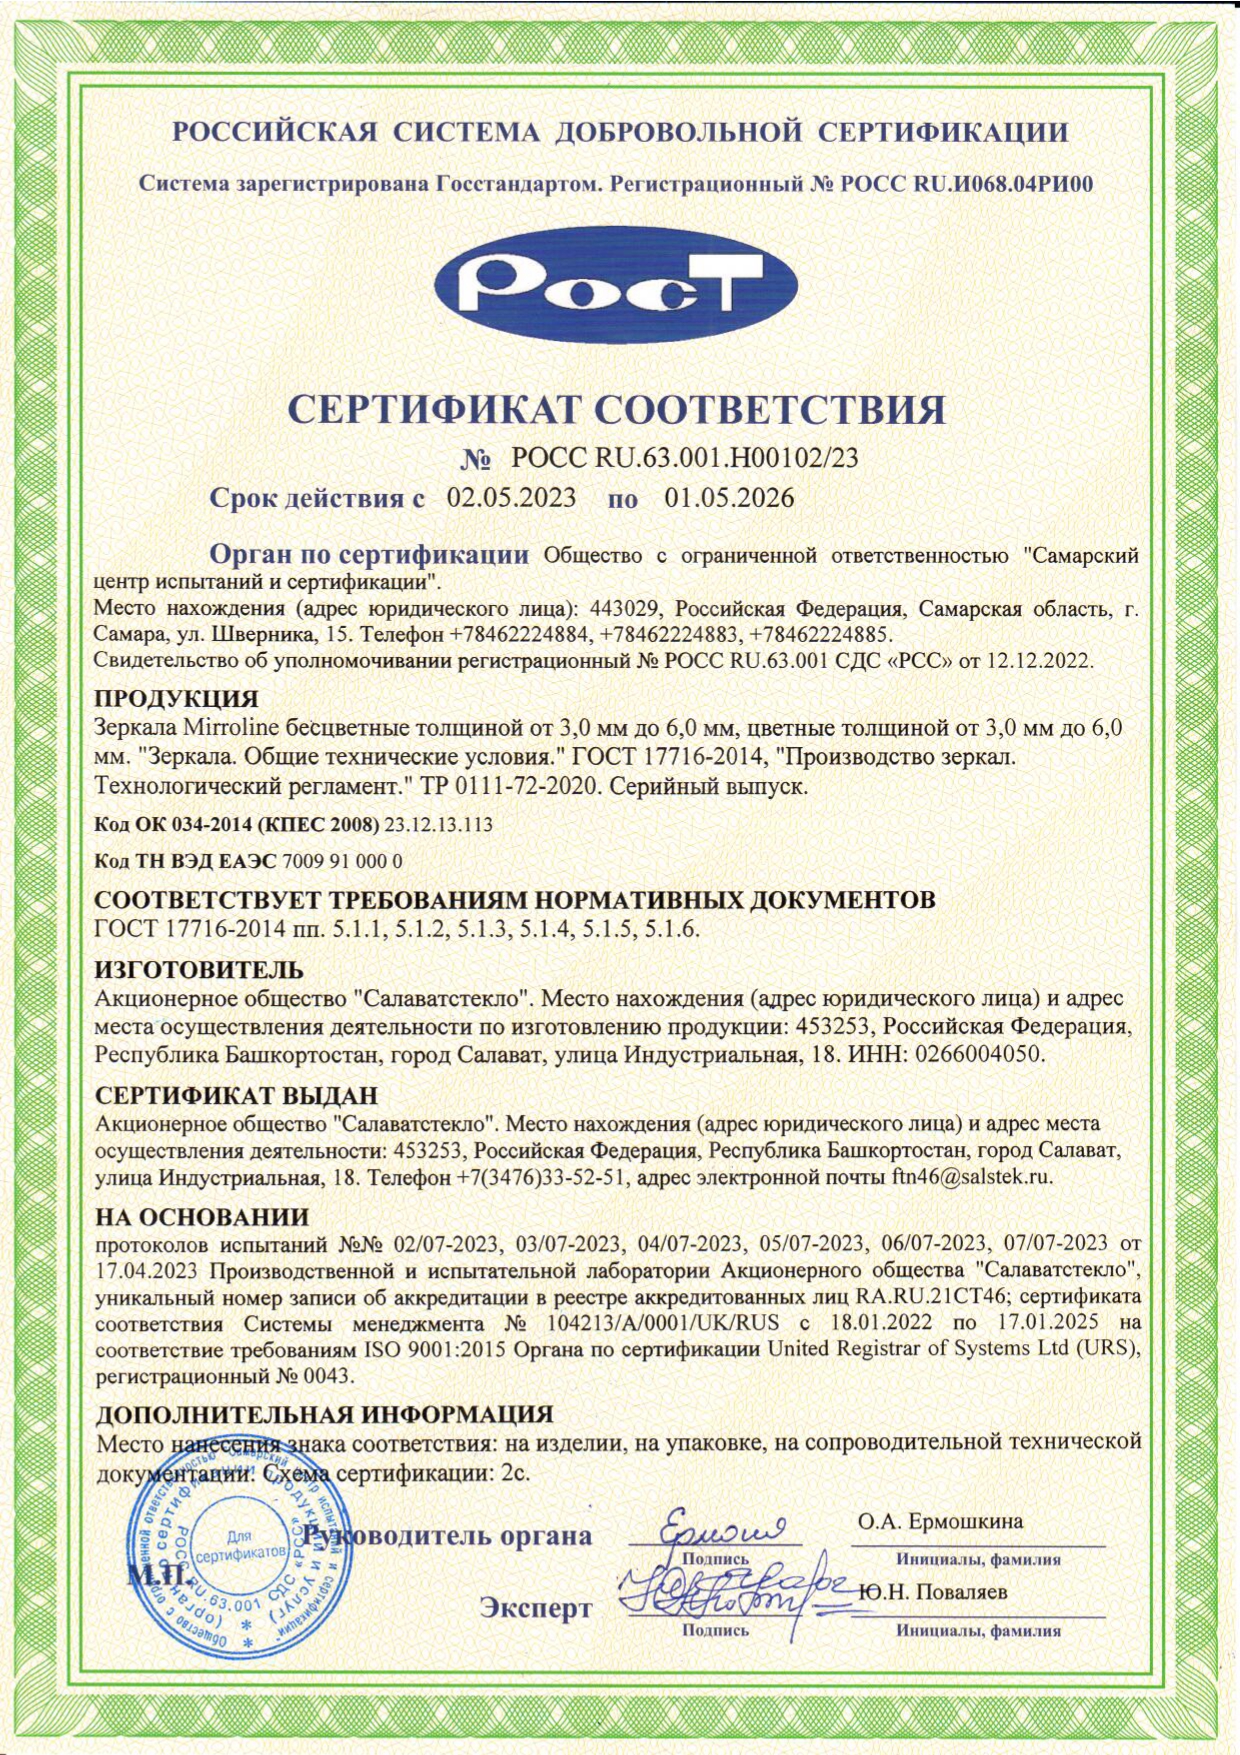 РОССИЙСКАЯ СИСТЕМА ДОБРОВОЛЬНОЙ СЕРТИФИКАЦИИ
Система зарегистрирована Госстандартом. Регистрационный № РОСС RU.И068.04РИ00
РосТ
СЕРТИФИКАТ СООТВЕТСТВИЯ
№ РОСС RU.63.001.Н00102/23
Срок действия с 02.05.2023 по 01.05.2026
Орган по сертификации Общество с ограниченной ответственностью "Самарский
центр испытаний и сертификации".
Место нахождения (адрес юридического лица): 443029, Российская Федерация, Самарская область, г.
Самара, ул. Шверника, 15. Телефон +78462224884, +78462224883, +78462224885.
Свидетельство об уполномочивании регистрационный № РОСС RU.63.001 СДС «РСС» от 12.12.2022.
ПРОДУКЦИЯ
Зеркала Mirroline бесцветные толщиной от 3,0 мм до 6,0 мм, цветные толщиной от 3,0 мм до 6,0
мм. "Зеркала. Общие технические условия." ГОСТ 17716-2014, "Производство зеркал.
Технологический регламент." ТР 0111-72-2020. Серийный выпуск.
Код ОК 034-2014 (КПЕС 2008) 23.12.13.113
Код ТН ВЭД ЕАЭС 7009 91 000 0
СООТВЕТСТВУЕТ ТРЕБОВАНИЯМ НОРМАТИВНЫХ ДОКУМЕНТОВ
ГОСТ 17716-2014 пп. 5.1.1, 5.1.2, 5.1.3, 5.1.4, 5.1.5, 5.1.6.
ИЗГОТОВИТЕЛЬ
Акционерное общество "Салаватстекло". Место нахождения (адрес юридического лица) и адрес
места осуществления деятельности по изготовлению продукции: 453253, Российская Федерация,
Республика Башкортостан, город Салават, улица Индустриальная, 18. ИНН: 0266004050.
СЕРТИФИКАТ ВЫДАН
Акционерное общество "Салаватстекло". Место нахождения (адрес юридического лица) и адрес места
осуществления деятельности: 453253, Российская Федерация, Республика Башкортостан, город Салават,
улица Индустриальная, 18. Телефон +7(3476)33-52-51, адрес электронной почты ftn46@salstek.ru.
НА ОСНОВАНИИ
протоколов испытаний №№ 02/07-2023, 03/07-2023, 04/07-2023, 05/07-2023, 06/07-2023, 07/07-2023 от
17.04.2023 Производственной и испытательной лаборатории Акционерного общества "Салаватстекло",
уникальный номер записи об аккредитации в реестре аккредитованных лиц RA.RU.21СТ46; сертификата
соответствия Системы менеджмента № 104213/A/0001/UK/RUS с 18.01.2022 по 17.01.2025 на
соответствие требованиям ISO 9001:2015 Органа по сертификации United Registrar of Systems Ltd (URS),
регистрационный № 0043.
ДОПОЛНИТЕЛЬНАЯ ИНФОРМАЦИЯ
Место нанесения знака соответствия: на изделии, на упаковке, на сопроводительной технической
документации. Схема сертификации: 2с.
Руководитель органа
О.А. Ермошкина
Подпись
Инициалы, фамилия
М.П.
Эксперт
Ю.Н. Поваляев
Подпись
Инициалы, фамилия
Общество с ограниченной ответственностью "Самарский центр испытаний и сертификации"
(орган по сертификации продукции и услуг)
РОСС RU.63.001 СДС «РСС»
Для
сертификатов